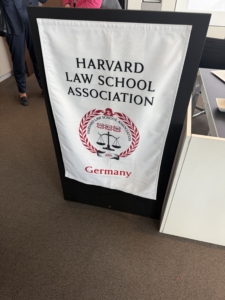 HARVARD
LAW SCHOOL
ASSOCIATION
Germany